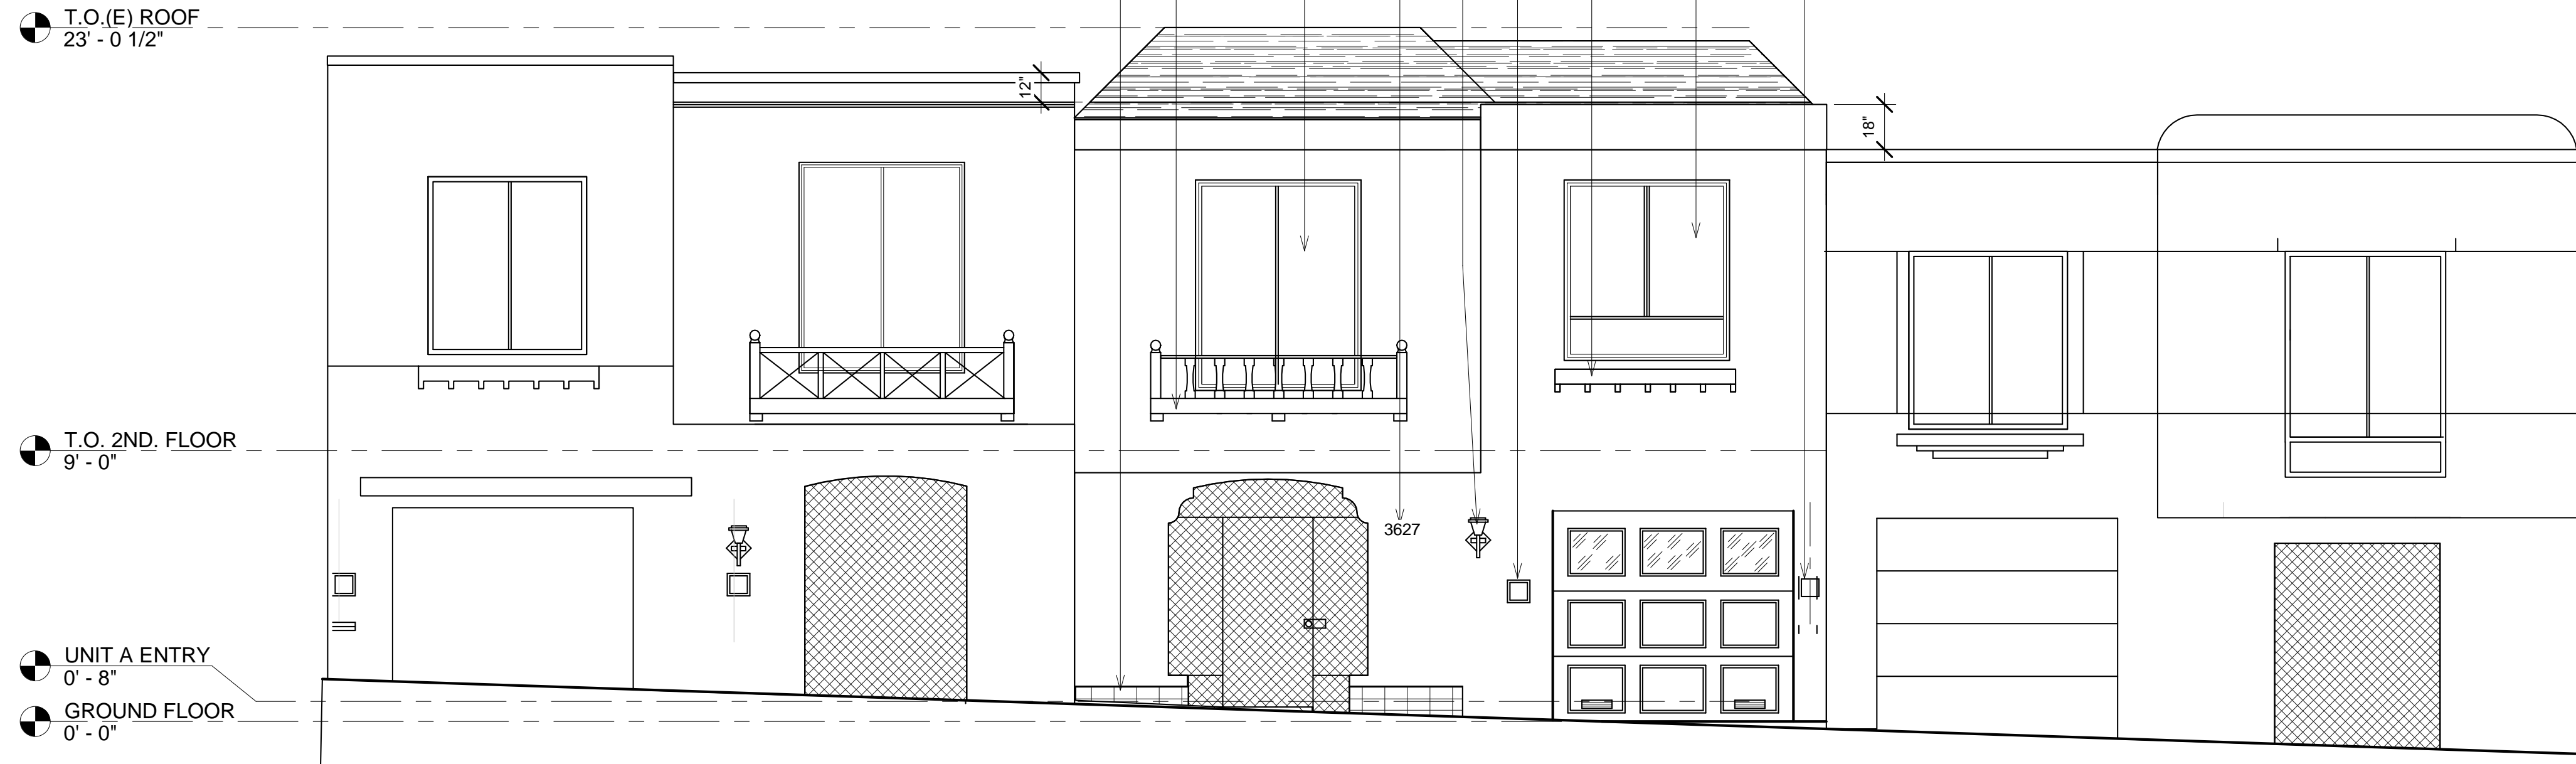 T.O.(E) ROOF
23' - 0 1/2"
12"
18"
T.O. 2ND. FLOOR
9' - 0"
3627
UNIT A ENTRY
0' - 8"
GROUND FLOOR
0' - 0"